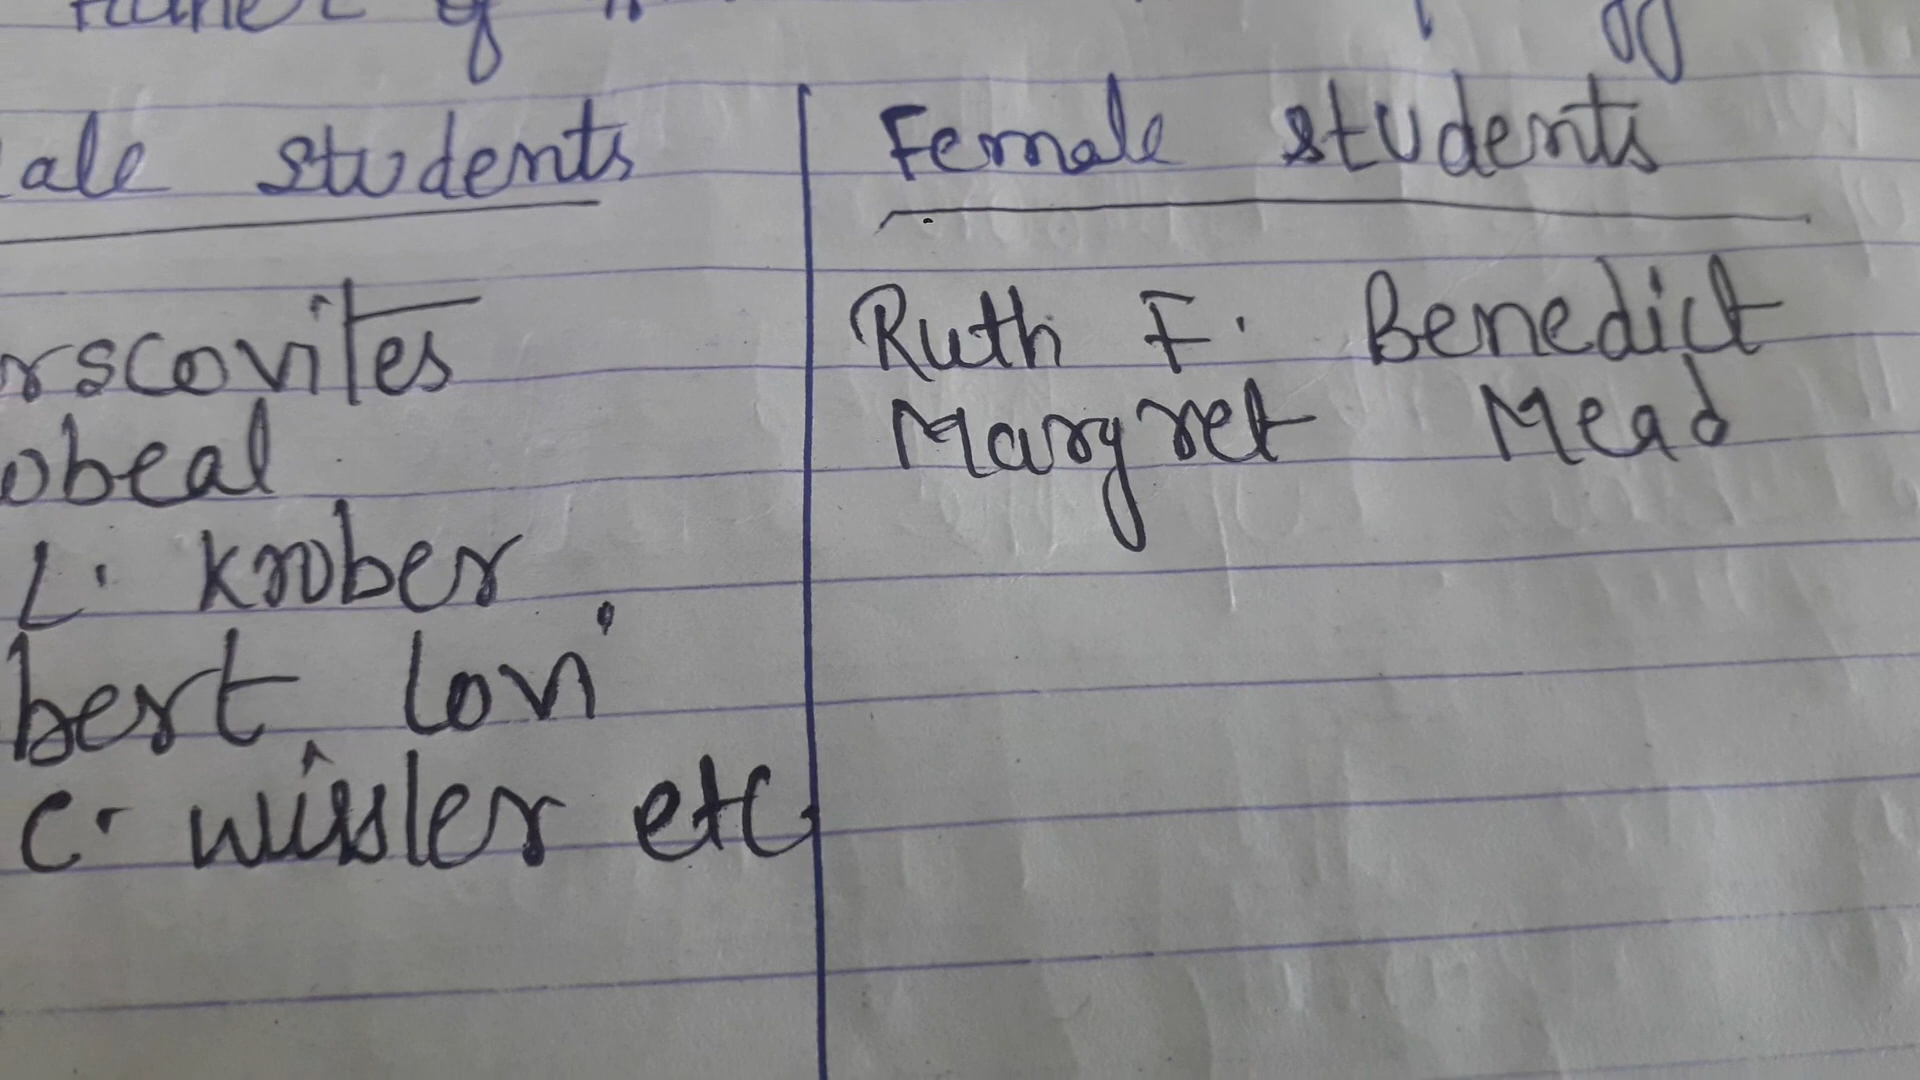 ale students
Female students
rscovites
obeal
L. Krober
bert lovi
C. wissler etc.
Ruth F. Benedict
Margret Mead